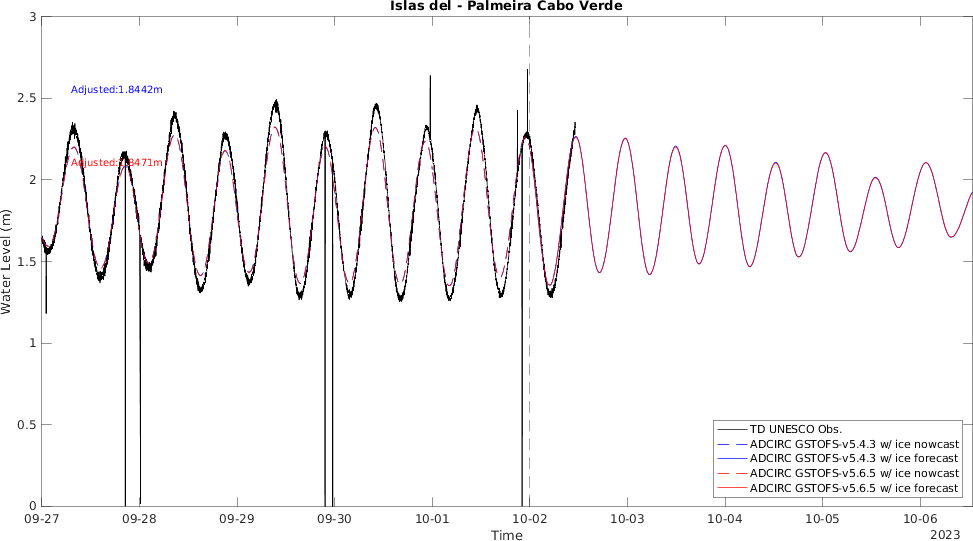 Islas del - Palmeira Cabo Verde
3
2.5
2
1.5
1
0.5
0
Water Level (m)
Adjusted:1.8442m
Adjusted:1.8471m
TD UNESCO Obs.
ADCIRC GSTOFS-v5.4.3 w/ ice nowcast
ADCIRC GSTOFS-v5.4.3 w/ ice forecast
ADCIRC GSTOFS-v5.6.5 w/ ice nowcast
ADCIRC GSTOFS-v5.6.5 w/ ice forecast
09-27 09-28 09-29 09-30 10-01 10-02 10-03 10-04 10-05 10-06
Time
2023